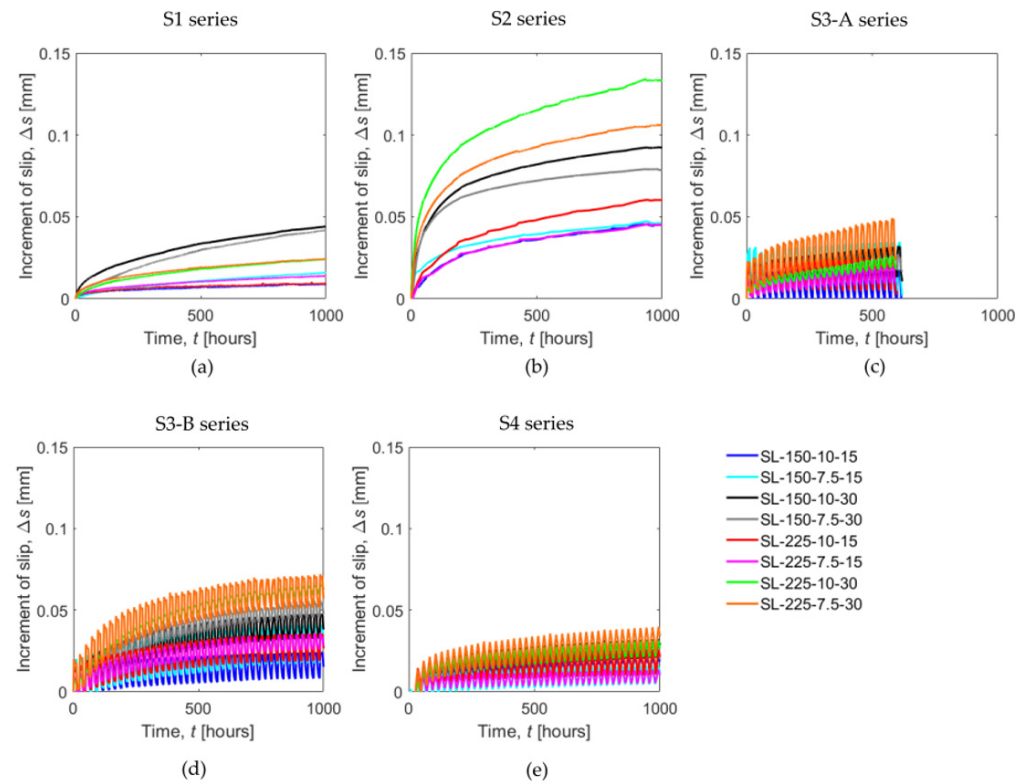 S1 series
0.15
0.1
0.05
0
Increment of slip, Δs [mm]
0
500
1000
Time, t [hours]
(a)
S2 series
0.15
0.1
0.05
0
Increment of slip, Δs [mm]
0
500
1000
Time, t [hours]
(b)
S3-A series
0.15
0.1
0.05
0
Increment of slip, Δs [mm]
0
500
1000
Time, t [hours]
(c)
S3-B series
0.15
0.1
0.05
0
Increment of slip, Δs [mm]
0
500
1000
Time, t [hours]
(d)
S4 series
0.15
0.1
0.05
0
Increment of slip, Δs [mm]
0
500
1000
Time, t [hours]
(e)
SL-150-10-15
SL-150-7.5-15
SL-150-10-30
SL-150-7.5-30
SL-225-10-15
SL-225-7.5-15
SL-225-10-30
SL-225-7.5-30